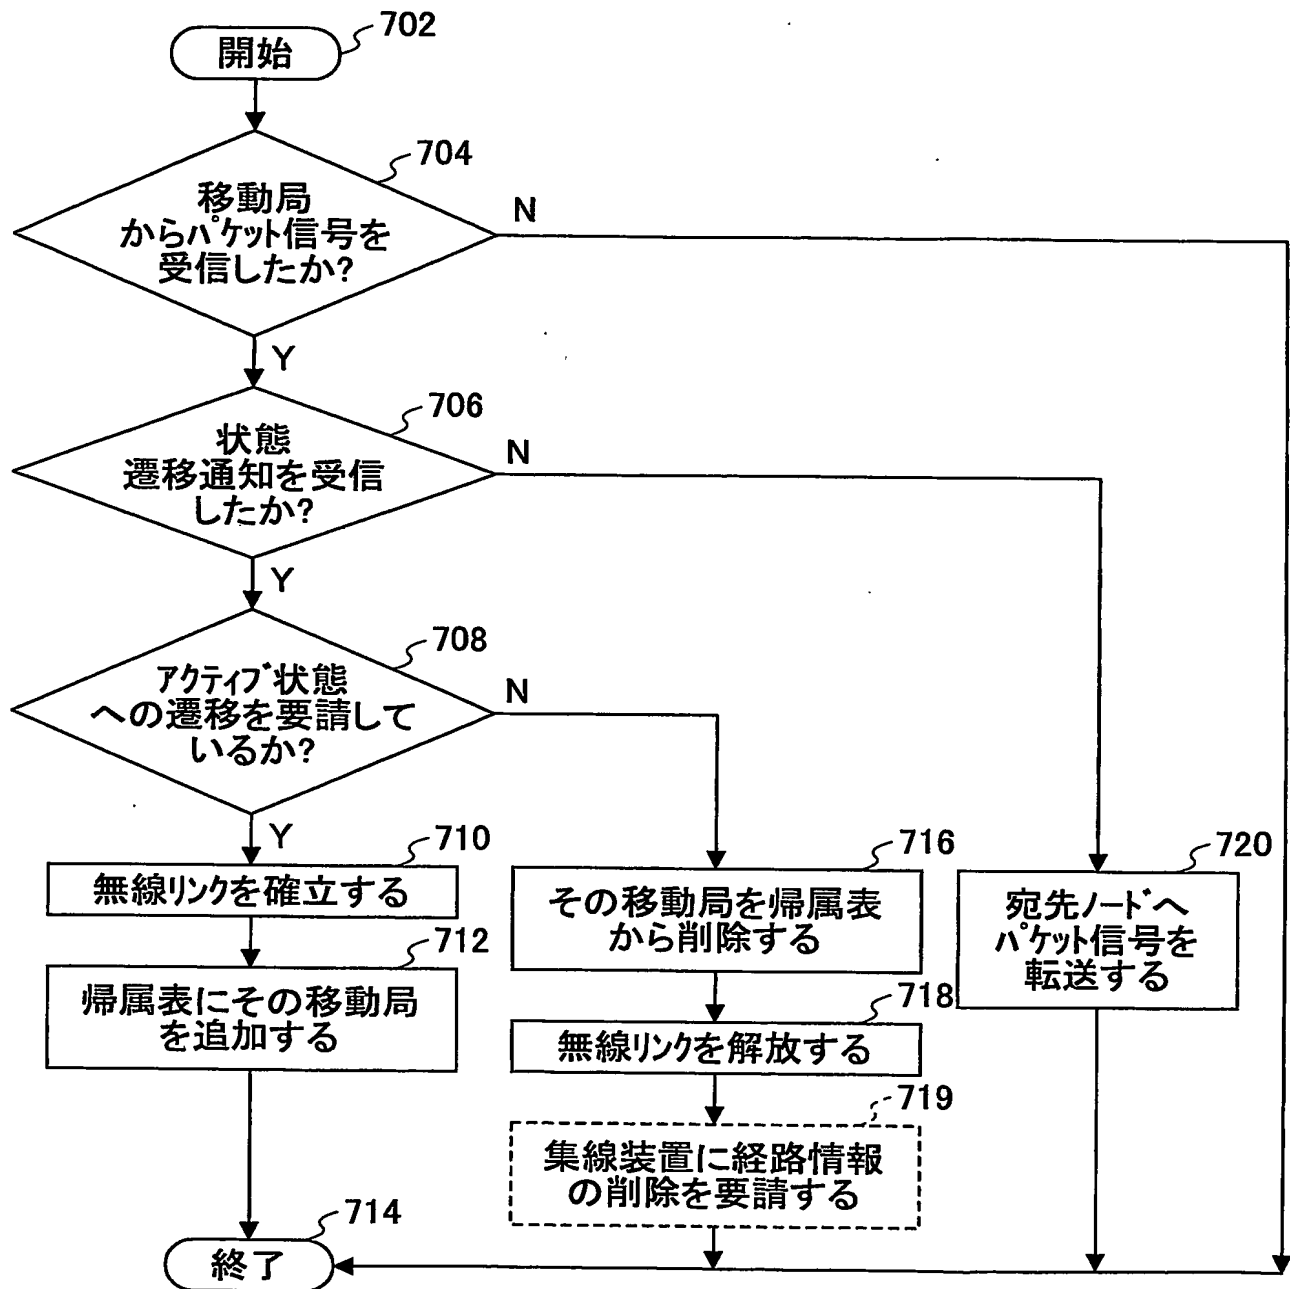 開始
702
移動局
からパケット信号を
受信したか?
704
N
Y
状態
遷移通知を受信
したか?
706
N
Y
アクティブ状態
への遷移を要請して
いるか?
708
N
Y
無線リンクを確立する
710
帰属表にその移動局
を追加する
712
その移動局を帰属表
から削除する
716
無線リンクを解放する
718
集線装置に経路情報
の削除を要請する
719
宛先ノードへ
パケット信号を
転送する
720
終了
714